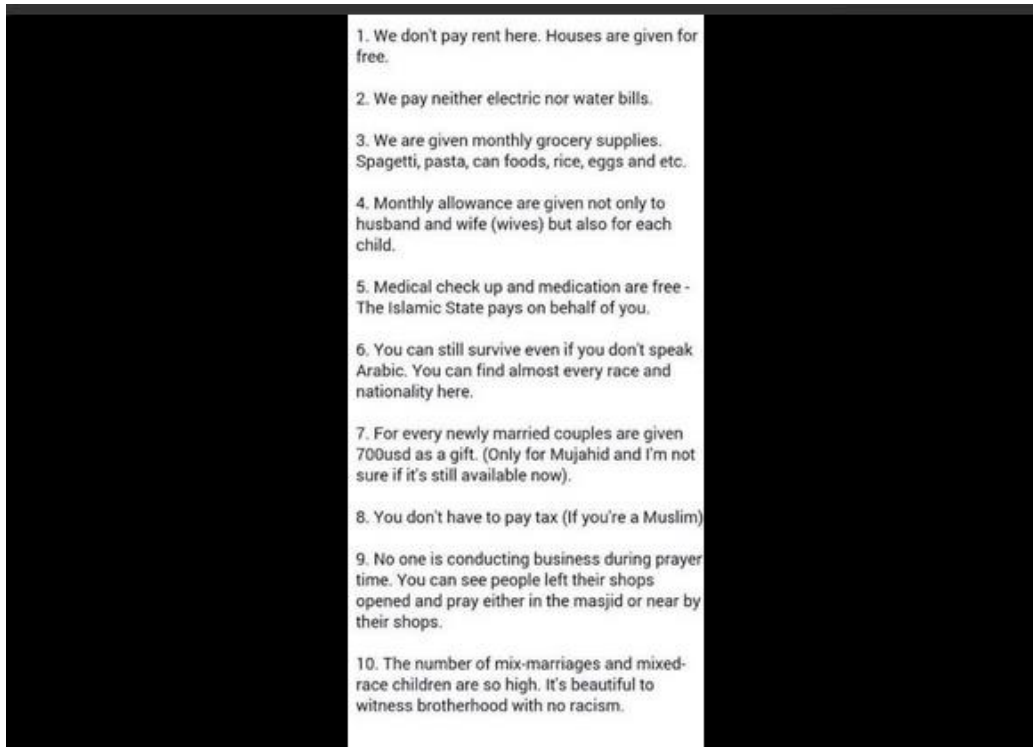 1. We don't pay rent here. Houses are given for
free.
2. We pay neither electric nor water bills.
3. We are given monthly grocery supplies.
Spagetti, pasta, can foods, rice, eggs and etc.
4. Monthly allowance are given not only to
husband and wife (wives) but also for each
child.
5. Medical check up and medication are free -
The Islamic State pays on behalf of you.
6. You can still survive even if you don't speak
Arabic. You can find almost every race and
nationality here.
7. For every newly married couples are given
700usd as a gift. (Only for Mujahid and I'm not
sure if it's still available now).
8. You don't have to pay tax (If you're a Muslim)
9. No one is conducting business during prayer
time. You can see people left their shops
opened and pray either in the masjid or near by
their shops.
10. The number of mix-marriages and mixed-
race children are so high. It's beautiful to
witness brotherhood with no racism.